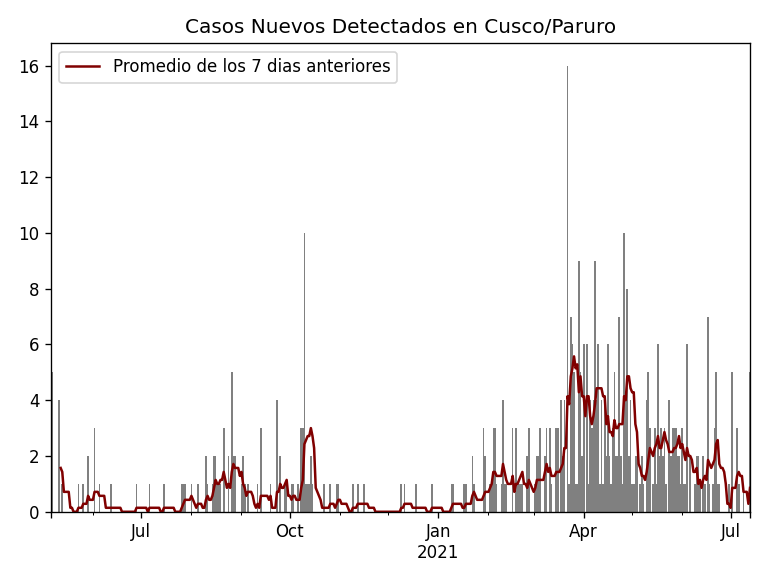 Casos Nuevos Detectados en Cusco/Paruro
Promedio de los 7 dias anteriores
16
14
12
10
8
6
4
2
0
Jul
Oct
Jan
2021
Apr
Jul